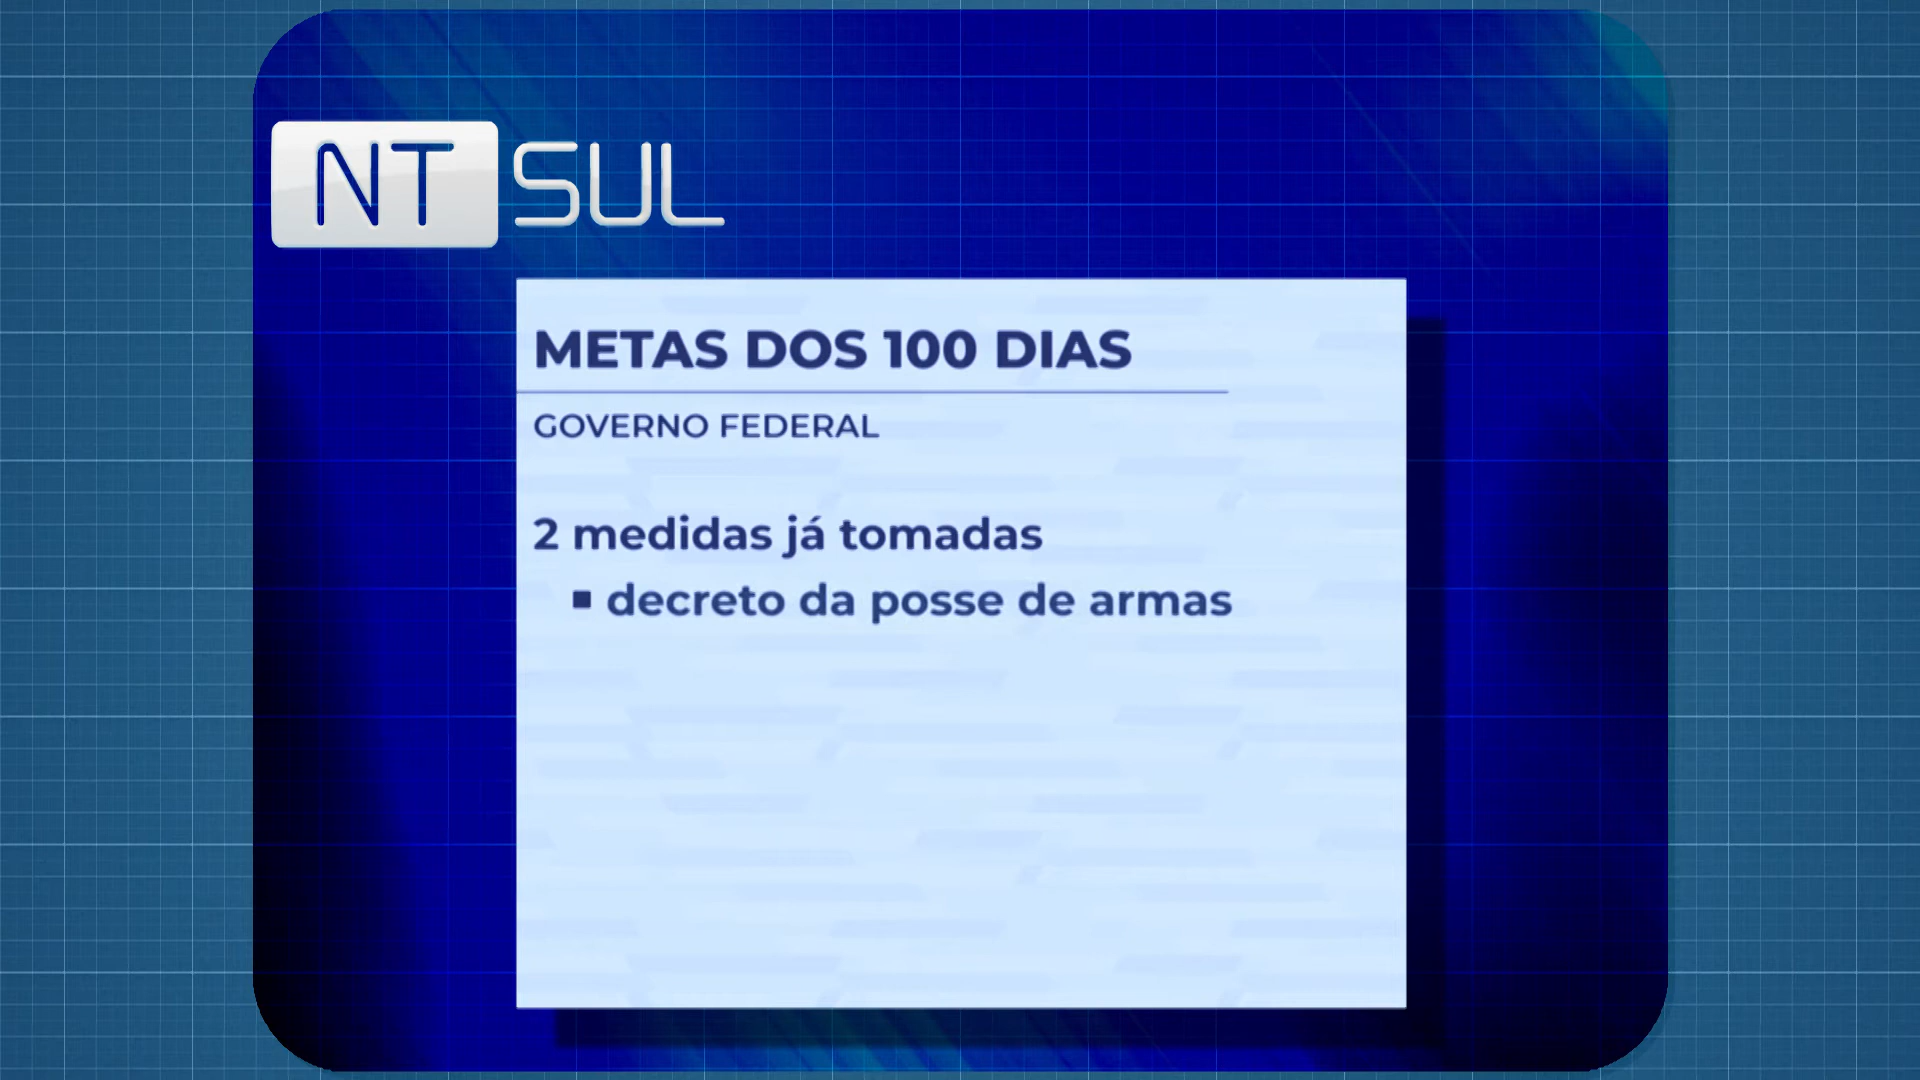 NT SUL
METAS DOS 100 DIAS
GOVERNO FEDERAL
2 medidas já tomadas
▪ decreto da posse de armas